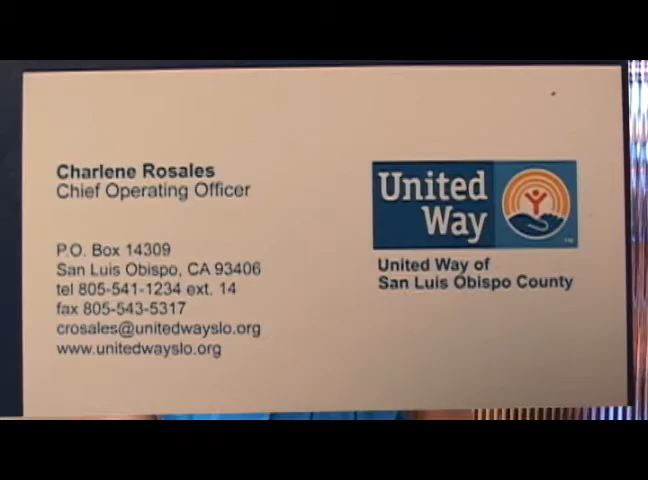 Charlene Rosales
Chief Operating Officer
P.O. Box 14309
San Luis Obispo, CA 93406
tel 805-541-1234 ext. 14
fax 805-543-5317
crosales@unitedwayslo.org
www.unitedwayslo.org
United
Way
United Way of
San Luis Obispo County